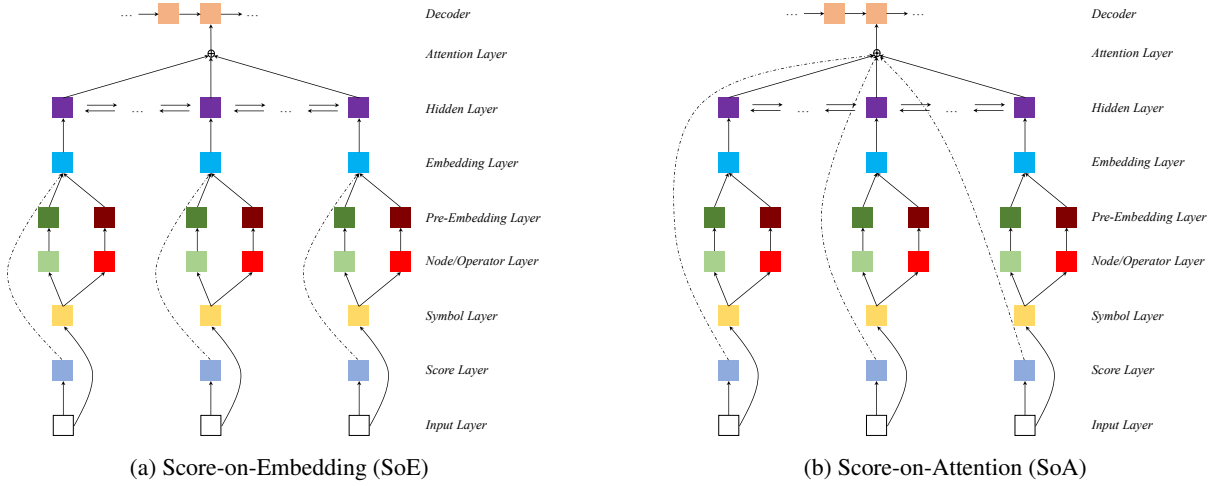 ... ... Decoder
Attention Layer
... ... Hidden Layer
Embedding Layer
Pre-Embedding Layer
Node/Operator Layer
Symbol Layer
Score Layer
Input Layer
(a) Score-on-Embedding (SoE)
... ... Decoder
Attention Layer
... ... Hidden Layer
Embedding Layer
Pre-Embedding Layer
Node/Operator Layer
Symbol Layer
Score Layer
Input Layer
(b) Score-on-Attention (SoA)